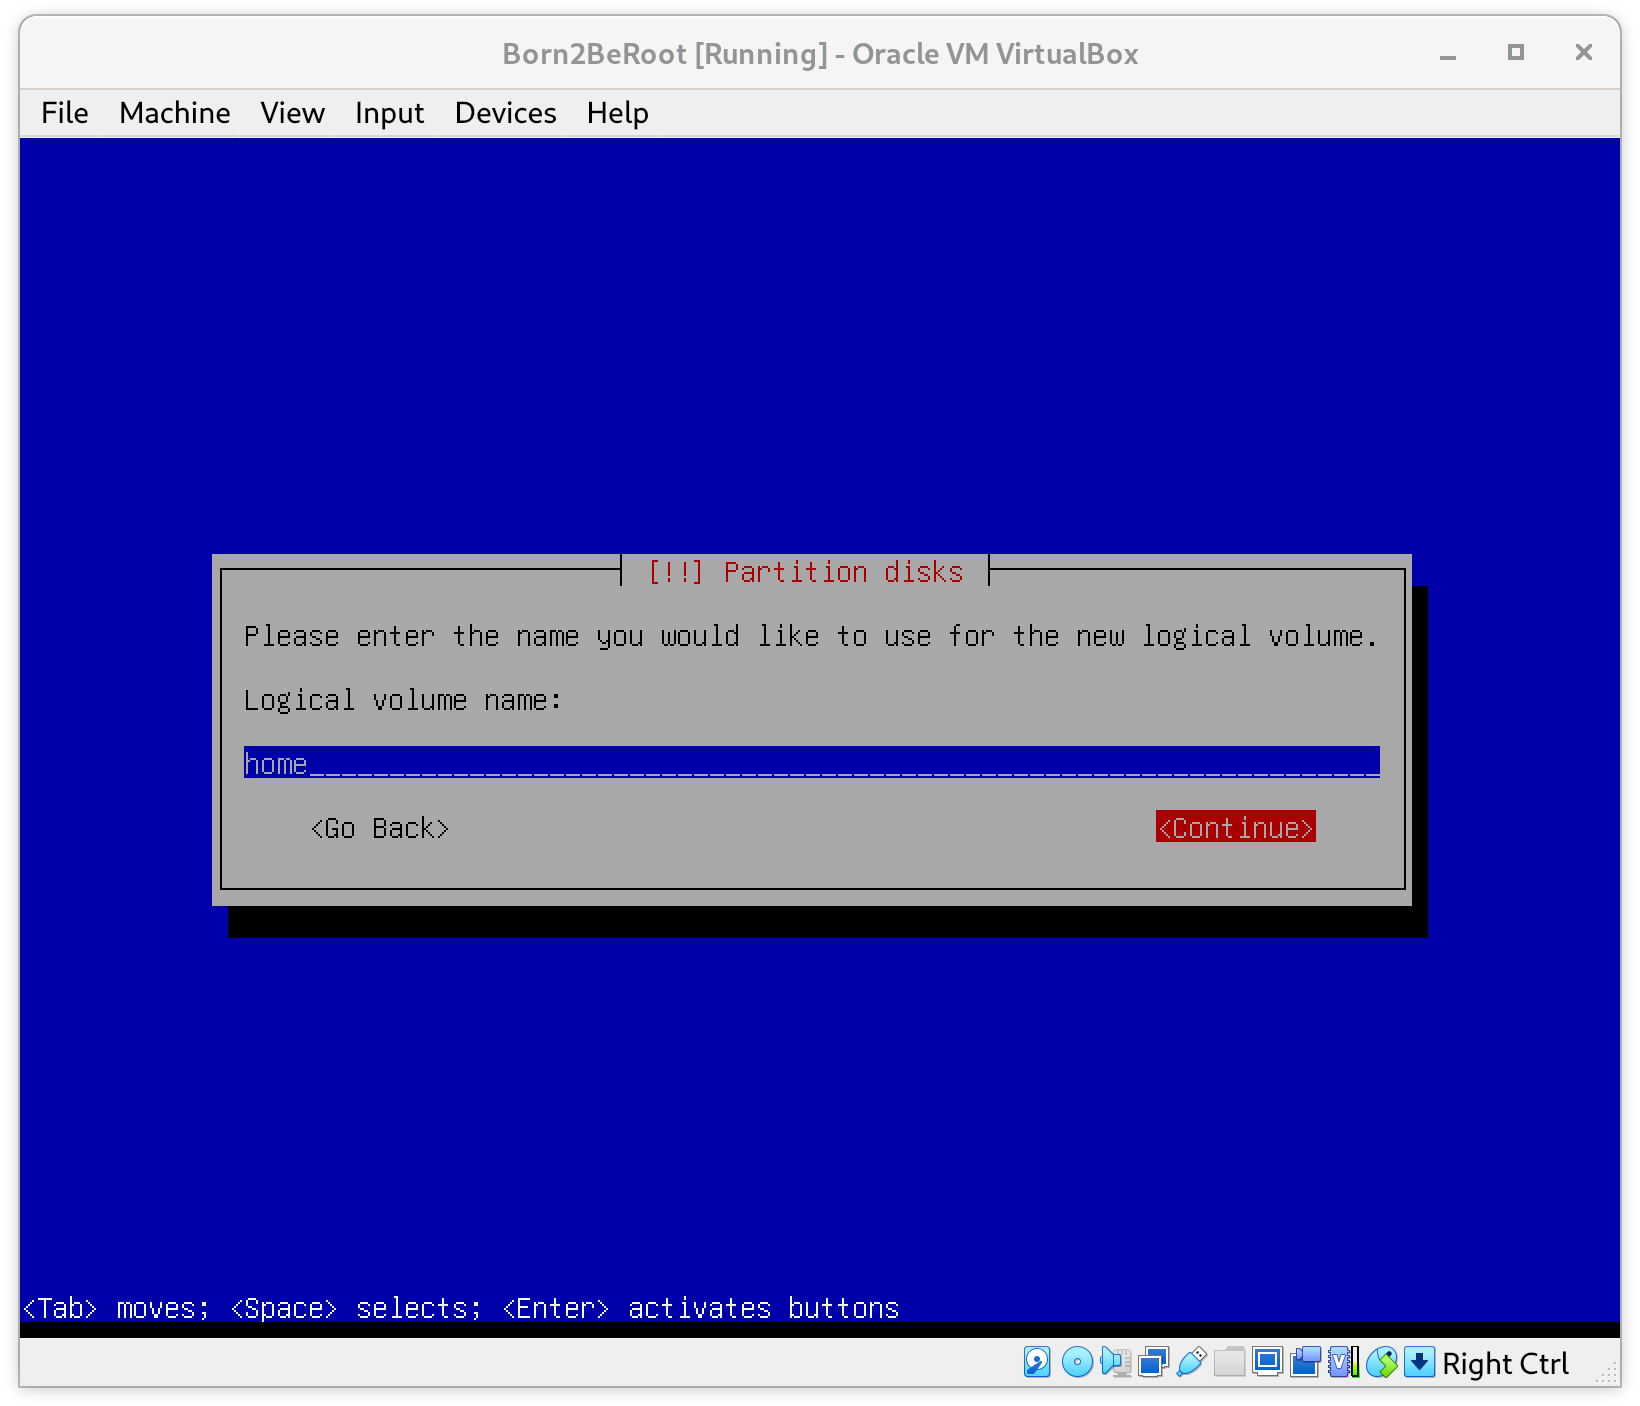 Born2BeRoot [Running] - Oracle VM VirtualBox
File Machine View Input Devices Help
[!!] Partition disks
Please enter the name you would like to use for the new logical volume.
Logical volume name:
home
<Go Back> <Continue>
<Tab> moves; <Space> selects; <Enter> activates buttons
Right Ctrl